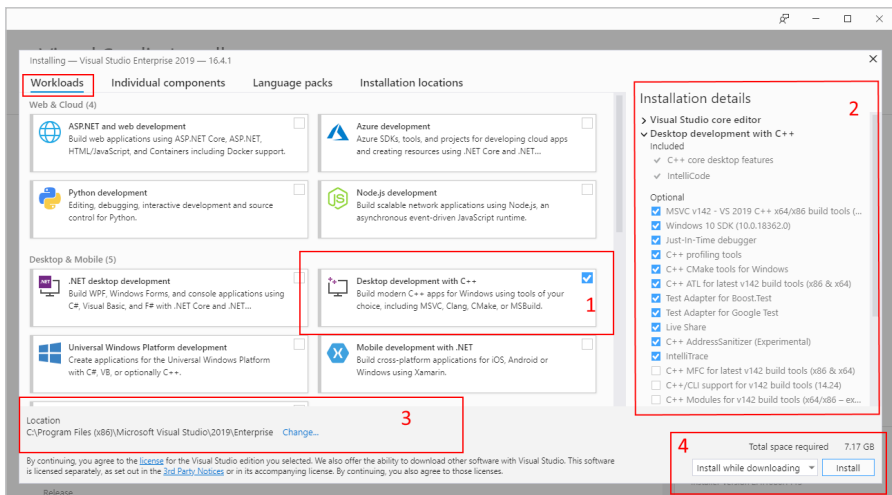 Installing — Visual Studio Enterprise 2019 — 16.4.1
Workloads
Individual components
Language packs
Installation locations
Web & Cloud (4)
ASP.NET and web development
Build web applications using ASP.NET Core, ASP.NET,
HTML/JavaScript, and Containers including Docker support.
Azure development
Azure SDKs, tools, and projects for developing cloud apps
and creating resources using .NET Core and .NET...
Python development
Editing, debugging, interactive development and source
control for Python.
Node.js development
Build scalable network applications using Node.js, an
asynchronous event-driven JavaScript runtime.
Desktop & Mobile (5)
.NET desktop development
Build WPF, Windows Forms, and console applications using
C#, Visual Basic, and F# with .NET Core and .NET...
Desktop development with C++
Build modern C++ apps for Windows using tools of your
choice, including MSVC, Clang, CMake, or MSBuild.
1
Universal Windows Platform development
Create applications for the Universal Windows Platform
with C#, VB, or optionally C++.
Mobile development with .NET
Build cross-platform applications for iOS, Android or
Windows using Xamarin.
Installation details
2
Visual Studio core editor
Desktop development with C++
Included
C++ core desktop features
IntelliCode
Optional
MSVC v142 - VS 2019 C++ x64/x86 build tools (...
Windows 10 SDK (10.0.18362.0)
Just-In-Time debugger
C++ profiling tools
C++ CMake tools for Windows
C++ ATL for latest v142 build tools (x86 & x64)
Test Adapter for Boost.Test
Test Adapter for Google Test
Live Share
C++ AddressSanitizer (Experimental)
IntelliTrace
C++ MFC for latest v142 build tools (x86 & x64)
C++/CLI support for v142 build tools (14.24)
C++ Modules for v142 build tools (x64/x86 – ex...
3
Location
C:\Program Files (x86)\Microsoft Visual Studio\2019\Enterprise Change...
By continuing, you agree to the license for the Visual Studio edition you selected. We also offer the ability to download other software with Visual Studio. This software
is licensed separately, as set out in the 3rd Party Notices or in its accompanying license. By continuing, you also agree to those licenses.
4
Total space required 7.17 GB
Install while downloading
Install
Release